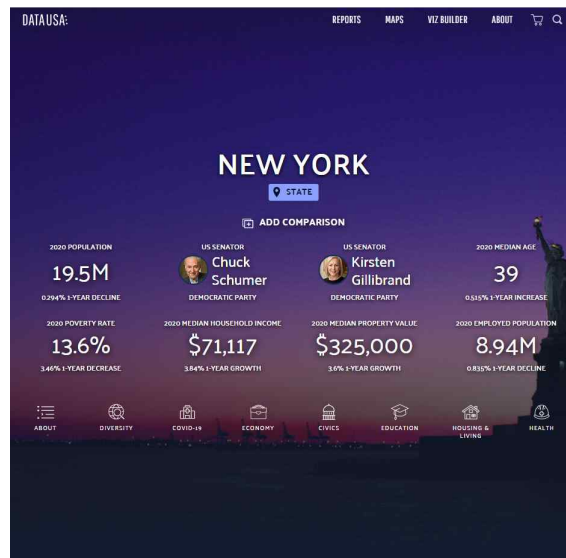 DATAUSA:
REPORTS MAPS VIZ BUILDER ABOUT
NEW YORK
STATE
ADD COMPARISON
2020 POPULATION
19.5M
0.294% 1-YEAR DECLINE
US SENATOR
Chuck
Schumer
DEMOCRATIC PARTY
US SENATOR
Kirsten
Gillibrand
DEMOCRATIC PARTY
2020 MEDIAN AGE
39
0.515% 1-YEAR INCREASE
2020 POVERTY RATE
13.6%
3.46% 1-YEAR DECREASE
2020 MEDIAN HOUSEHOLD INCOME
$71,117
3.84% 1-YEAR GROWTH
2020 MEDIAN PROPERTY VALUE
$325,000
3.6% 1-YEAR GROWTH
2020 EMPLOYED POPULATION
8.94M
0.835% 1-YEAR DECLINE
ABOUT
DIVERSITY
COVID-19
ECONOMY
CIVICS
EDUCATION
HOUSING &
LIVING
HEALTH